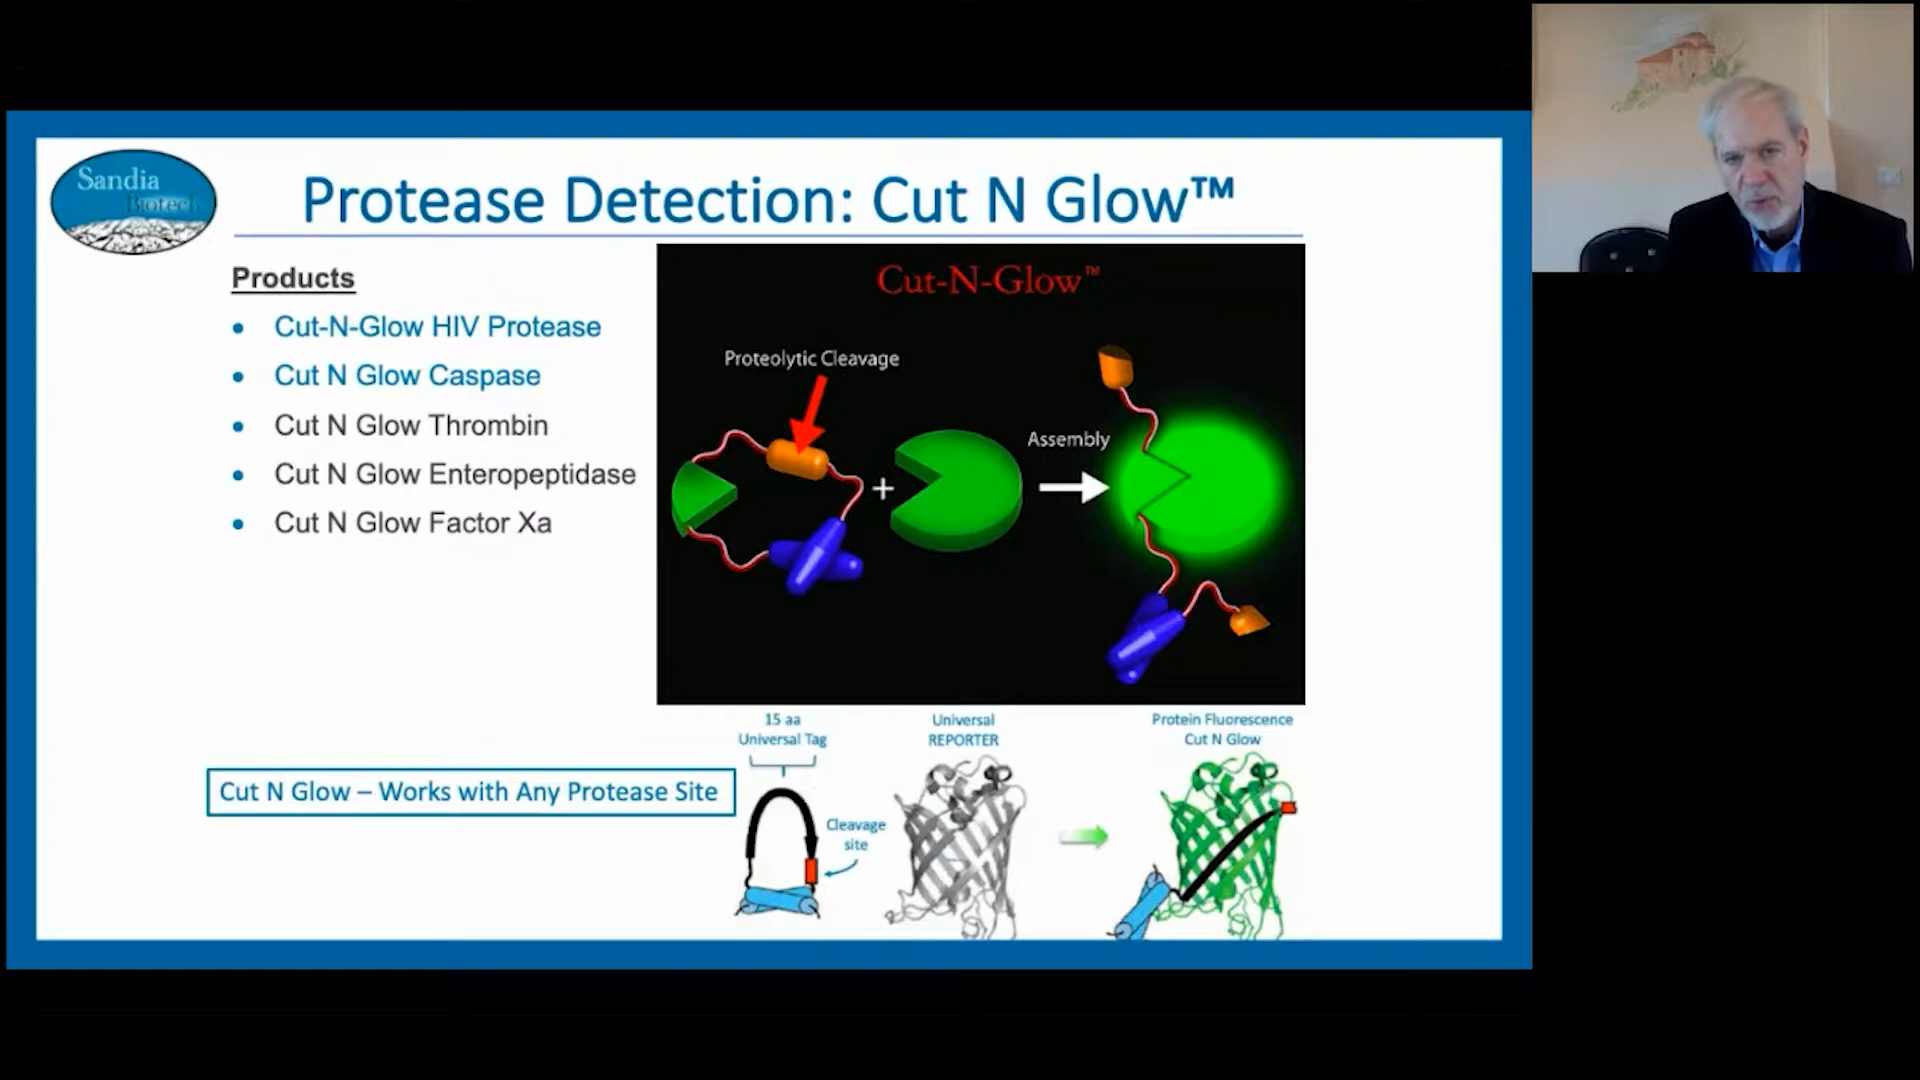 Sandia
Biotech
Protease Detection: Cut N Glow™
Products
• Cut-N-Glow HIV Protease
• Cut N Glow Caspase
• Cut N Glow Thrombin
• Cut N Glow Enteropeptidase
• Cut N Glow Factor Xa
Cut-N-Glow™
Proteolytic Cleavage
+
Assembly
15 aa
Universal Tag
Universal
REPORTER
Protein Fluorescence
Cut N Glow
Cut N Glow – Works with Any Protease Site
Cleavage
site